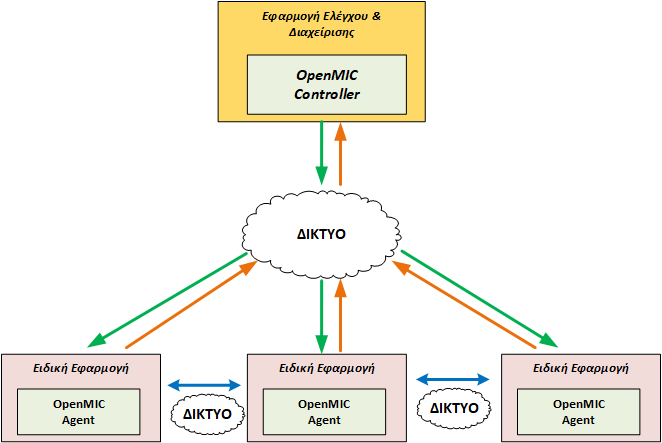 Εφαρμογή Ελέγχου &
Διαχείρισης
OpenMIC
Controller
ΔΙΚΤΥΟ
Ειδική Εφαρμογή
OpenMIC
Agent
ΔΙΚΤΥΟ
Ειδική Εφαρμογή
OpenMIC
Agent
ΔΙΚΤΥΟ
Ειδική Εφαρμογή
OpenMIC
Agent